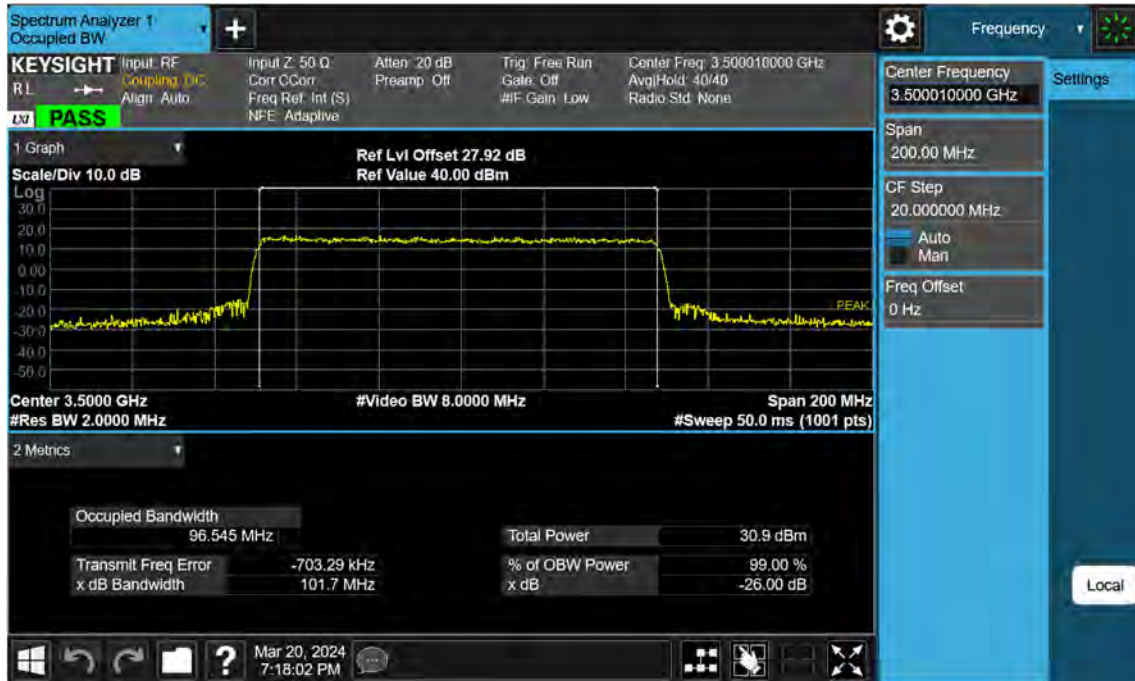 Spectrum Analyzer 1
Occupied BW
+
Frequency
KEYSIGHT Input: RF Input Z: 50 Ω Atten: 20 dB Trig: Free Run Center Freq: 3.500010000 GHz
RL Coupling: DC Corr CCorr Preamp: Off Gate: Off Avg|Hold: 40/40
Align: Auto Freq Ref: Int (S) #IF Gain: Low Radio Std: None
LXI PASS NFE: Adaptive
Center Frequency
3.500010000 GHz
Settings
Span
200.00 MHz
CF Step
20.000000 MHz
Auto
Man
Freq Offset
0 Hz
Local
1 Graph
Ref Lvl Offset 27.92 dB
Scale/Div 10.0 dB Ref Value 40.00 dBm
Log
30.0
20.0
10.0
0.00
-10.0
-20.0
-30.0
-40.0
-50.0
PEAK
Center 3.5000 GHz #Video BW 8.0000 MHz Span 200 MHz
#Res BW 2.0000 MHz #Sweep 50.0 ms (1001 pts)
2 Metrics
Occupied Bandwidth
96.545 MHz Total Power 30.9 dBm
Transmit Freq Error -703.29 kHz % of OBW Power 99.00 %
x dB Bandwidth 101.7 MHz x dB -26.00 dB
? Mar 20, 2024
7:18:02 PM